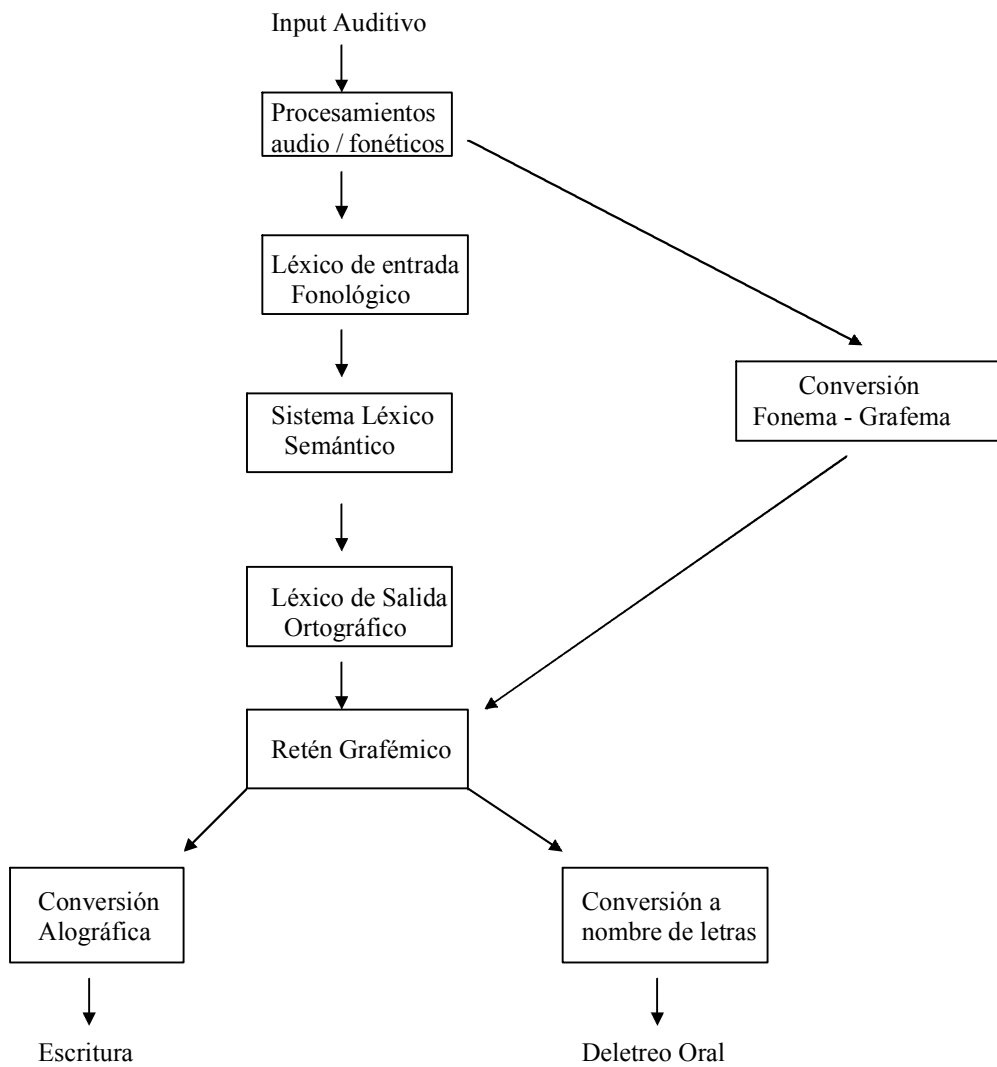 Input Auditivo
Procesamientos
audio / fonéticos
Léxico de entrada
Fonológico
Sistema Léxico
Semántico
Conversión
Fonema - Grafema
Léxico de Salida
Ortográfico
Retén Grafémico
Conversión
Alográfica
Conversión a
nombre de letras
Escritura
Deletreo Oral